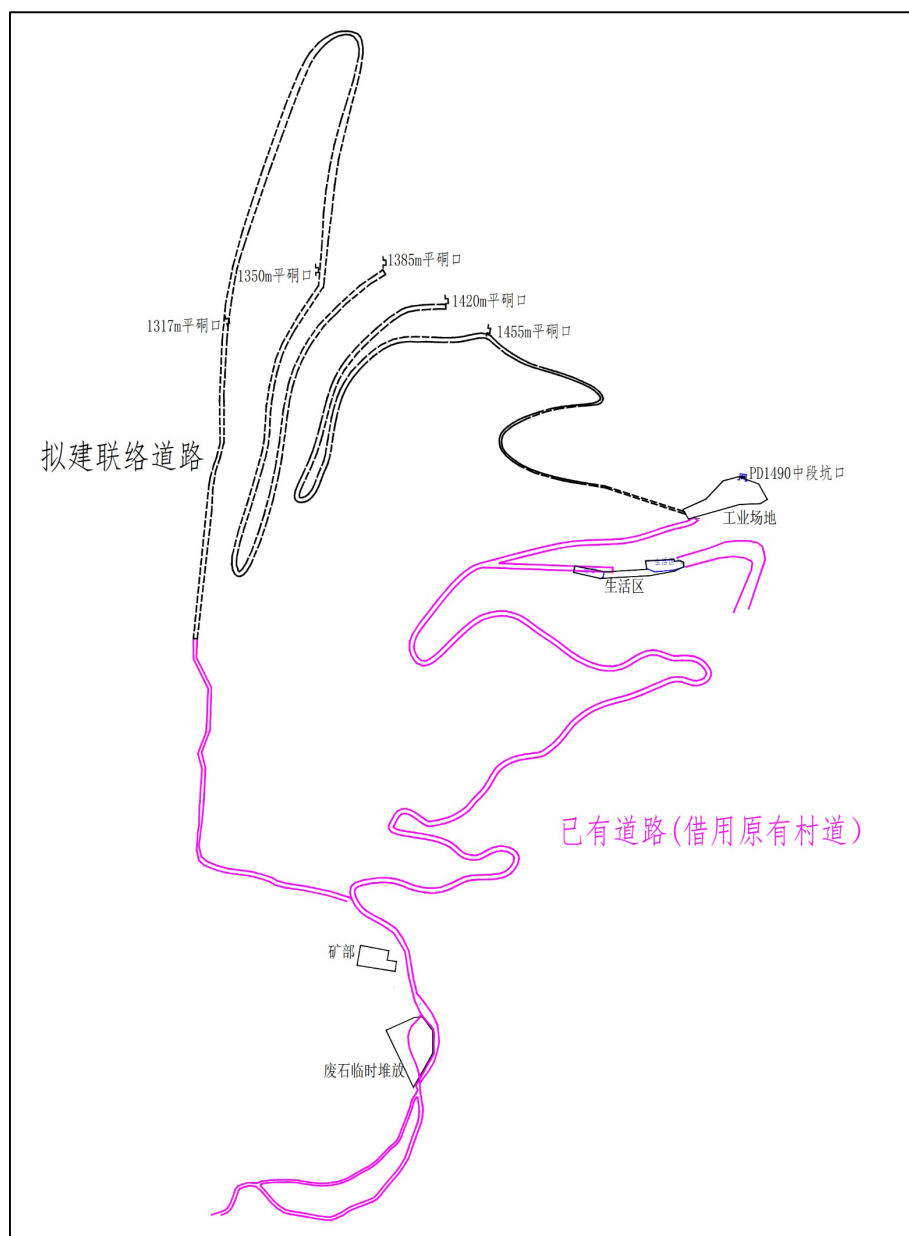 1385m平硐口
1350m平硐口
1420m平硐口
1317m平硐口
1455m平硐口
拟建联络道路
PD1490中段坑口
工业场地
生活区
生活区
已有道路(借用原有村道)
矿部
废石临时堆放